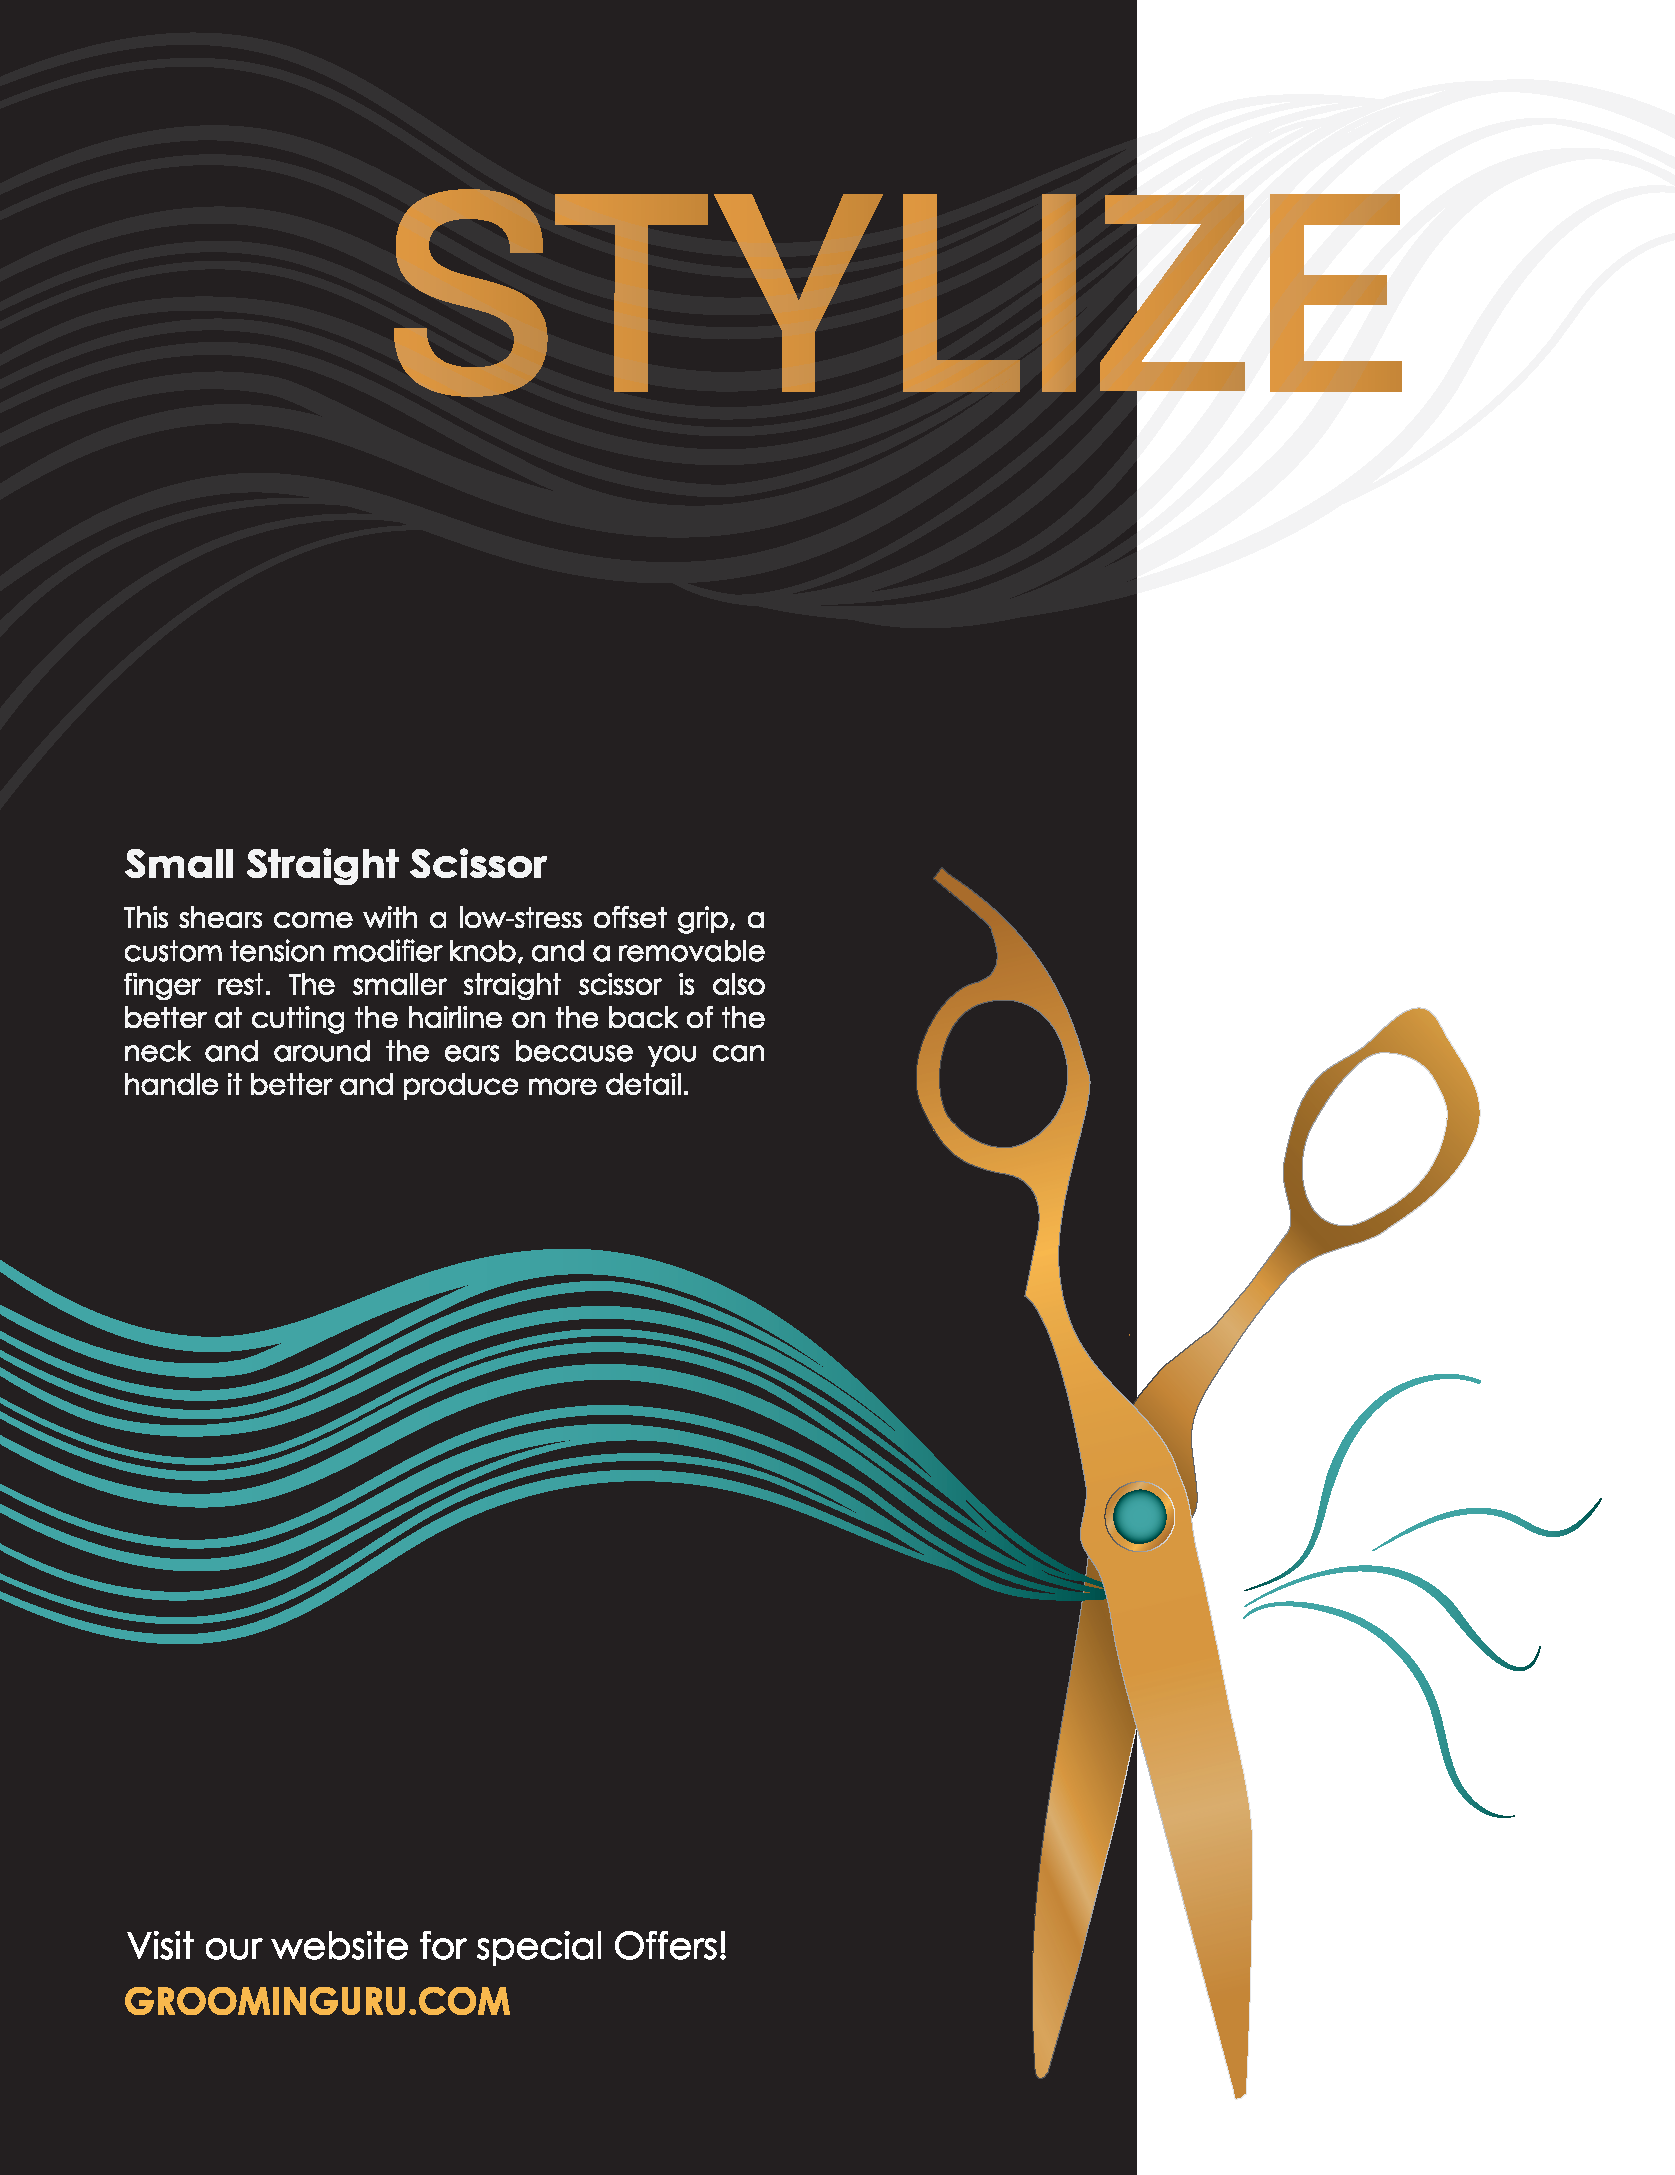 STYLIZE
Small Straight Scissor
This shears come with a low-stress offset grip, a
custom tension modifier knob, and a removable
finger rest. The smaller straight scissor is also
better at cutting the hairline on the back of the
neck and around the ears because you can
handle it better and produce more detail.
Visit our website for special Offers!
GROOMINGURU.COM